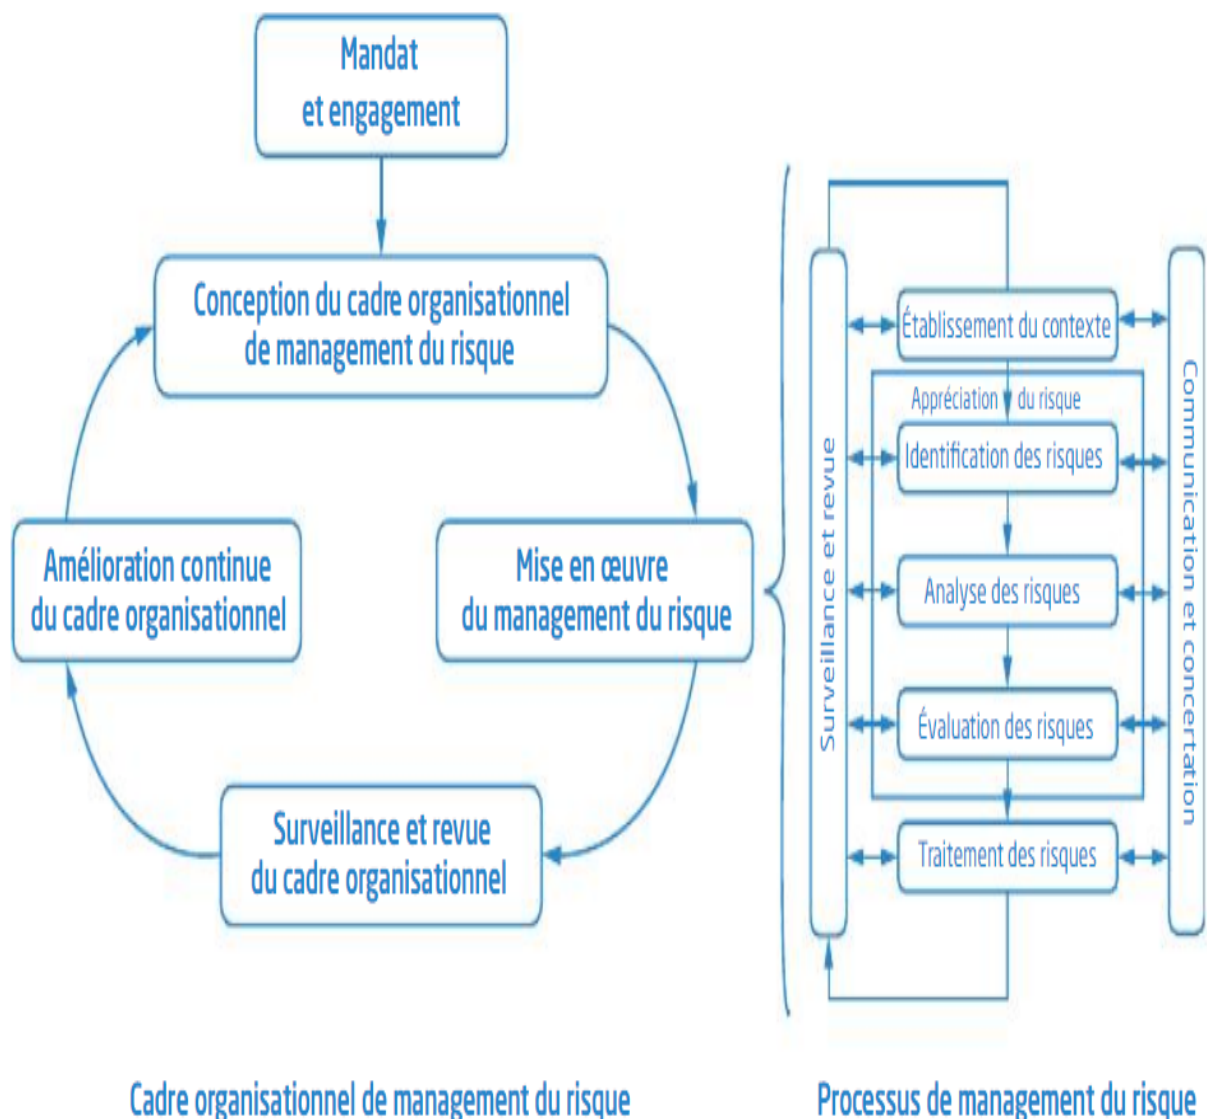 Mandat
et engagement
Conception du cadre organisationnel
de management du risque
Amélioration continue
du cadre organisationnel
Mise en œuvre
du management du risque
Surveillance et revue
du cadre organisationnel
Cadre organisationnel de management du risque
Surveillance et revue
Établissement du contexte
Appréciation du risque
Identification des risques
Analyse des risques
Évaluation des risques
Traitement des risques
Communication et concertation
Processus de management du risque